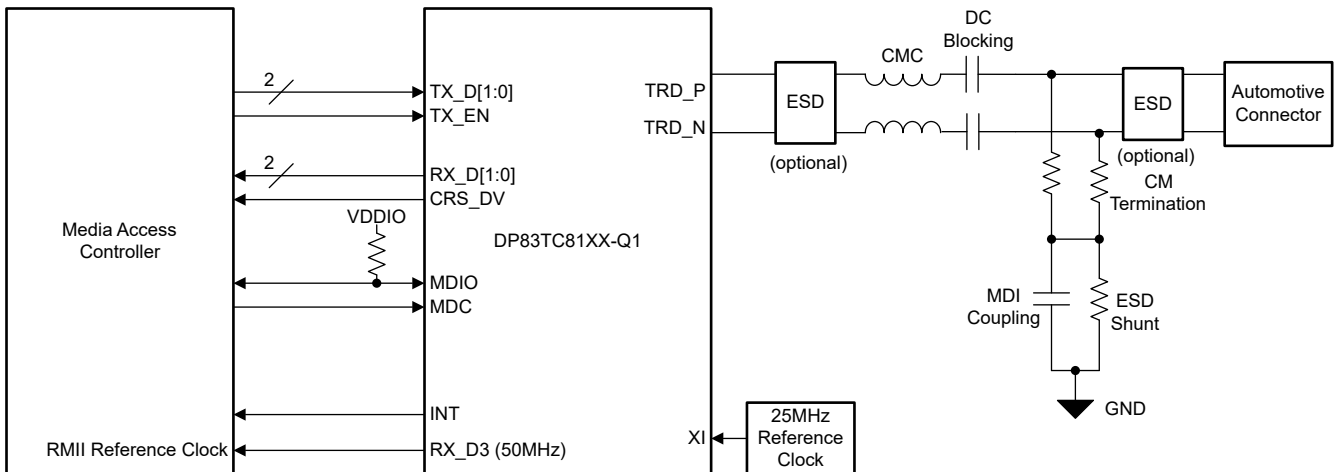 Media Access
Controller
RMII Reference Clock
2
2
VDDIO
TX_D[1:0]
TX_EN
RX_D[1:0]
CRS_DV
DP83TC81XX-Q1
MDIO
MDC
INT
RX_D3 (50MHz)
TRD_P
TRD_N
XI
25MHz
Reference
Clock
ESD
(optional)
CMC
DC
Blocking
ESD
(optional)
CM
Termination
Automotive
Connector
MDI
Coupling
ESD
Shunt
GND